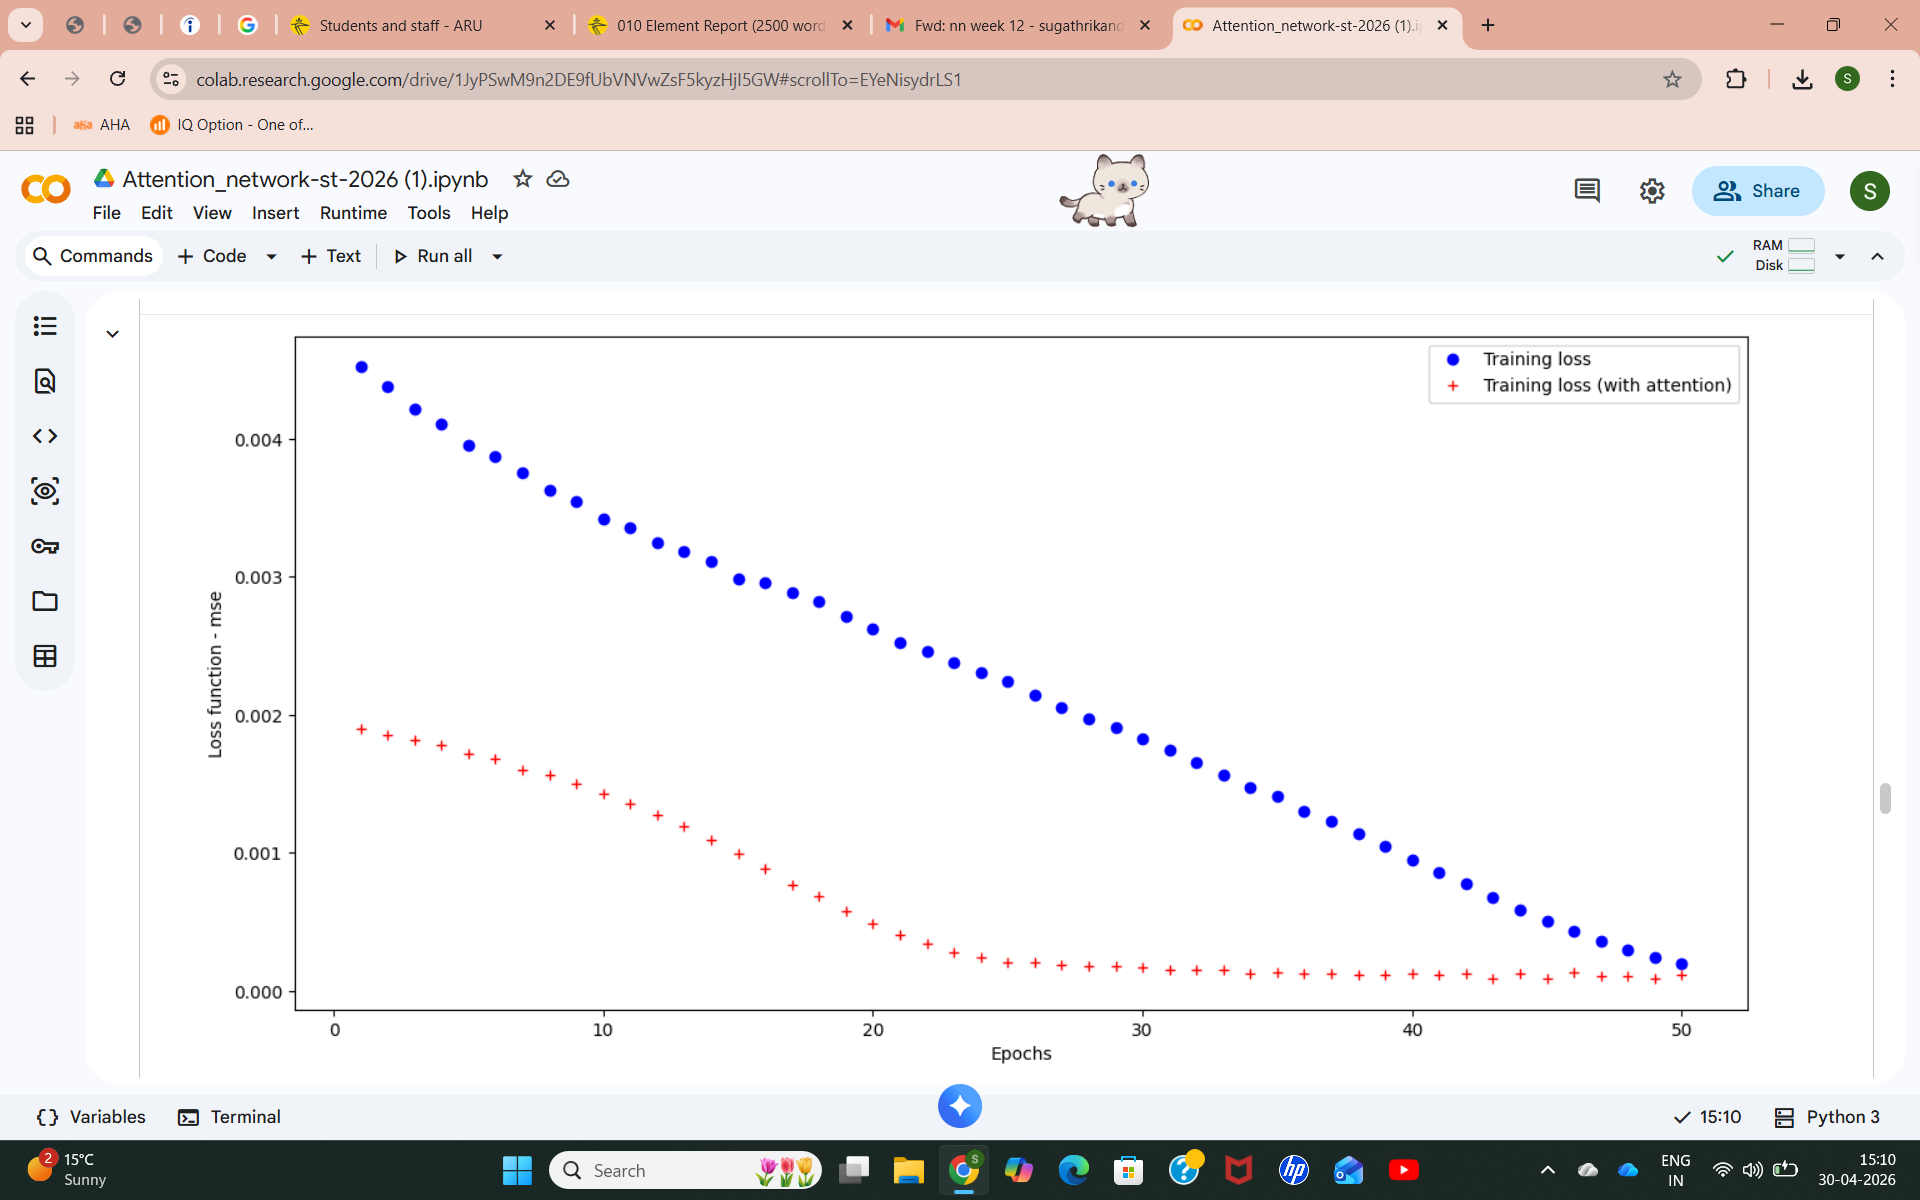 Students and staff - ARU
010 Element Report (2500 word
Fwd: nn week 12 - sugathrikand
Attention_network-st-2026 (1).i
colab.research.google.com/drive/1JyPSwM9n2DE9fUbVNVwZsF5kyzHjI5GW#scrollTo=EYeNisydrLS1
S
aha AHA
IQ Option - One of...
Attention_network-st-2026 (1).ipynb
File Edit View Insert Runtime Tools Help
Share
S
Commands + Code + Text Run all
RAM
Disk
Training loss
Training loss (with attention)
Loss function - mse
0.004
0.003
0.002
0.001
0.000
0 10 20 30 40 50
Epochs
Variables Terminal
15:10 Python 3
2
15°C
Sunny
Search
S
hp
ENG
IN
15:10
30-04-2026